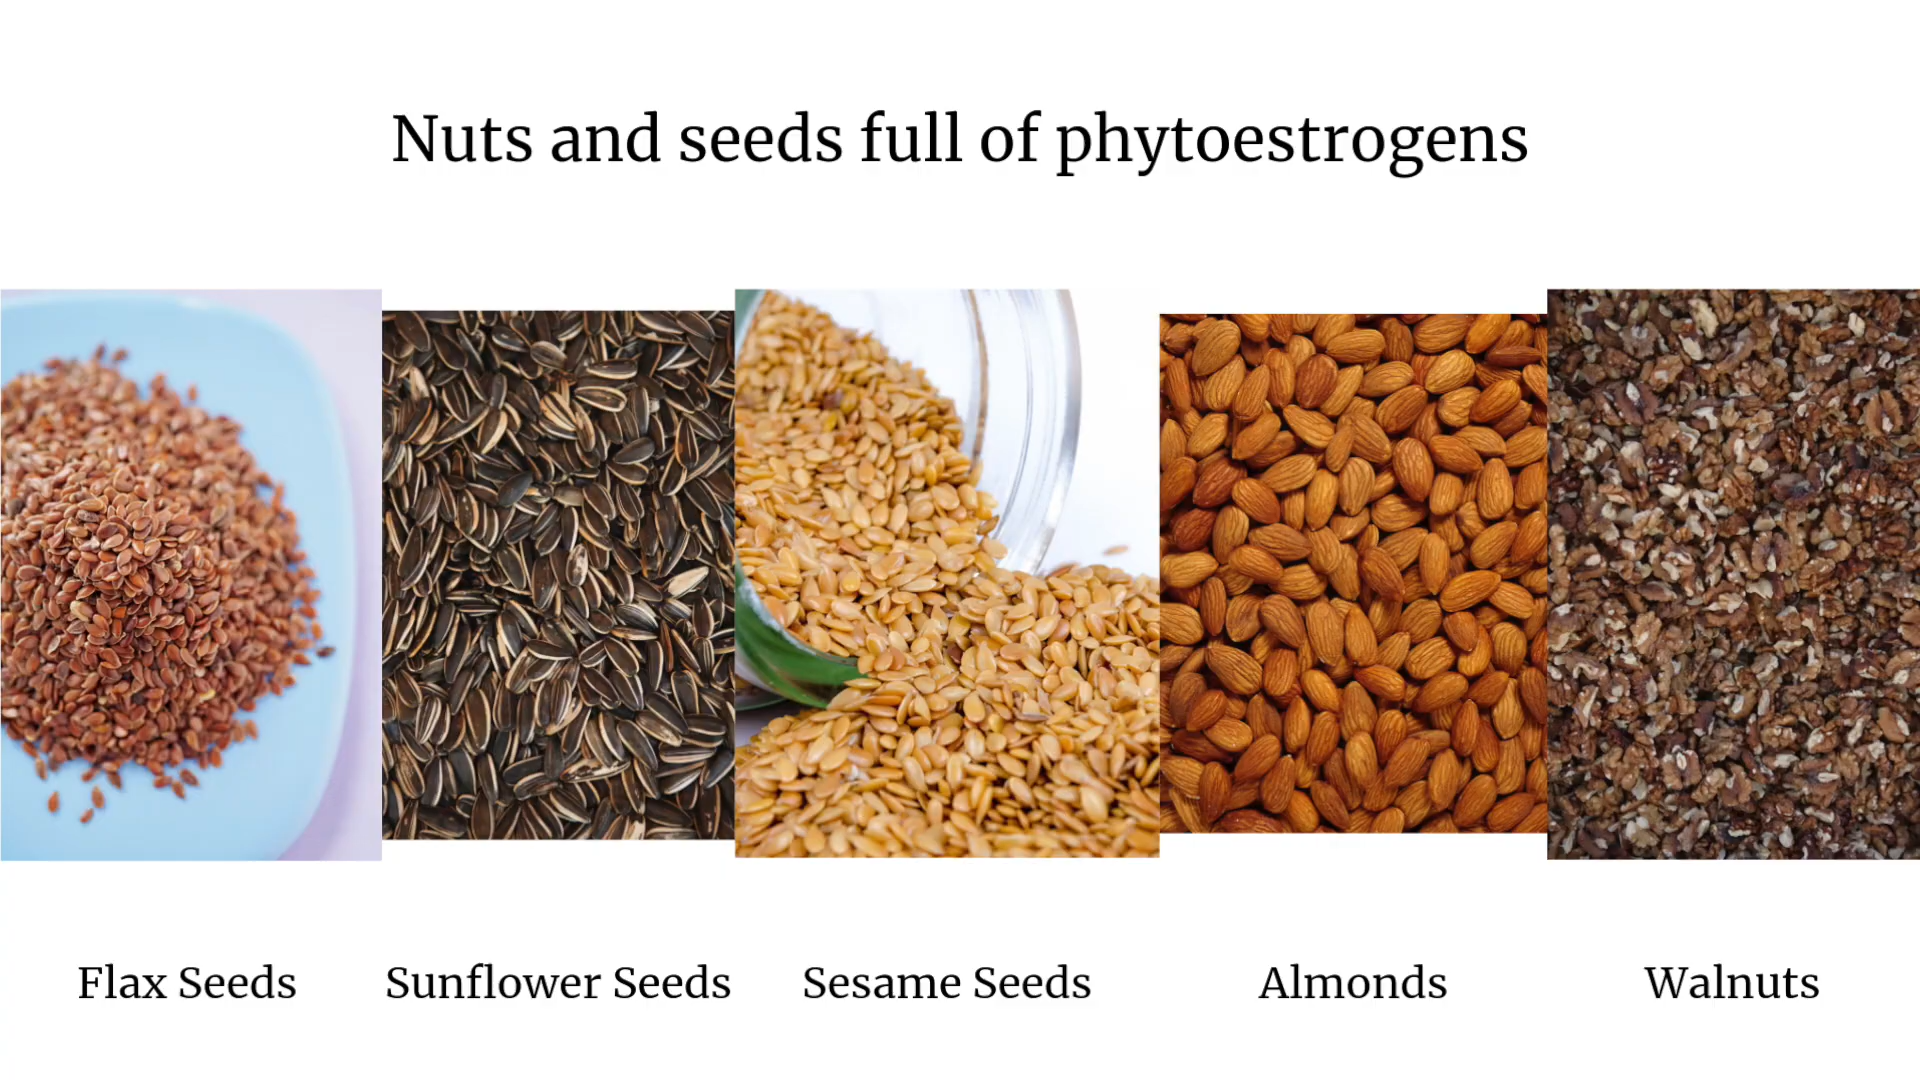 Nuts and seeds full of phytoestrogens
Flax Seeds
Sunflower Seeds
Sesame Seeds
Almonds
Walnuts